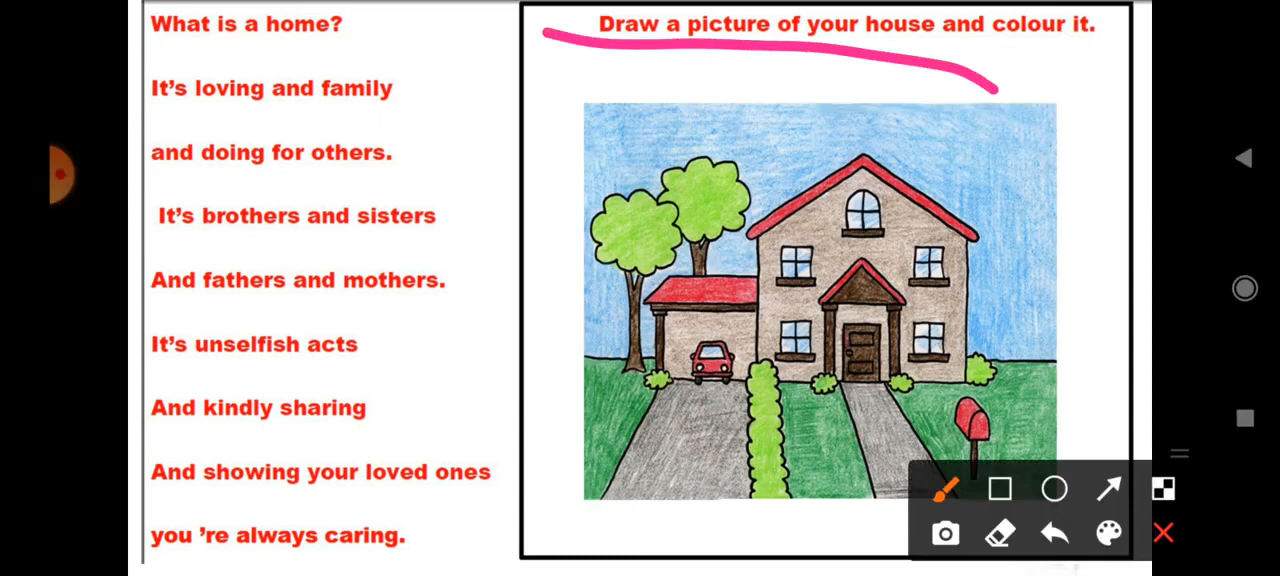 What is a home?
It's loving and family
and doing for others.
It's brothers and sisters
And fathers and mothers.
It's unselfish acts
And kindly sharing
And showing your loved ones
you 're always caring.
Draw a picture of your house and colour it.